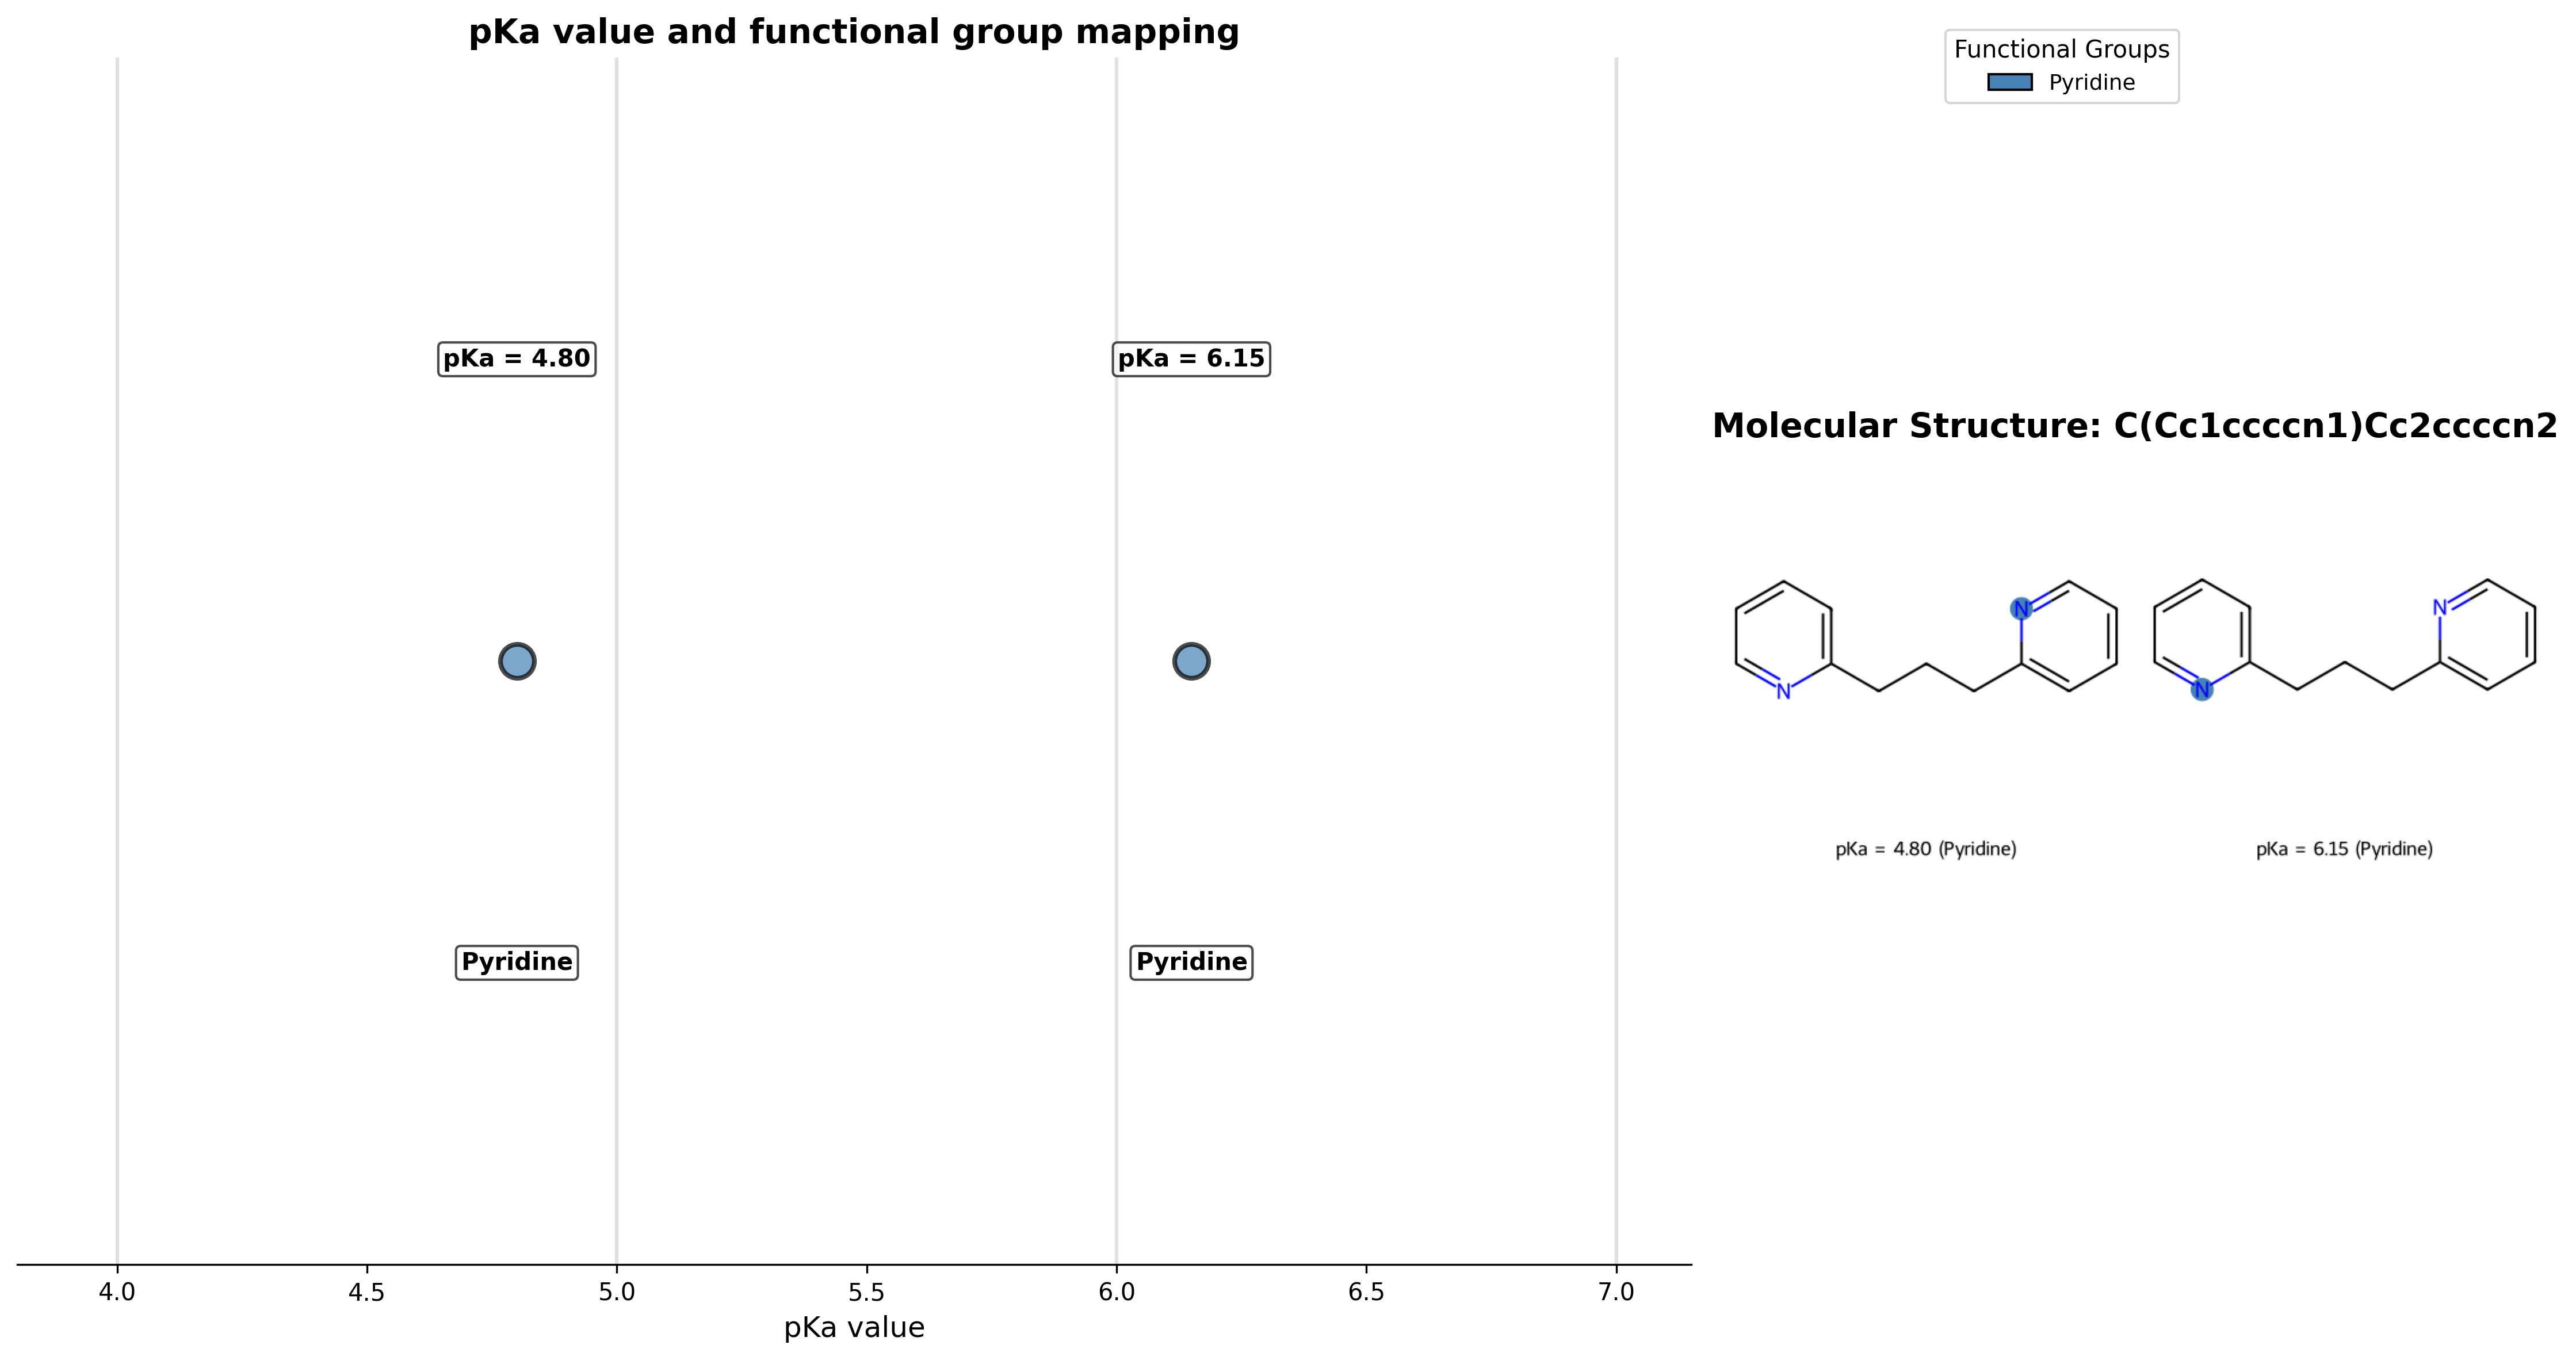 pKa value and functional group mapping
pKa = 4.80
pKa = 6.15
Pyridine
Pyridine
4.0
4.5
5.0
5.5
6.0
6.5
7.0
pKa value
Functional Groups
Pyridine
Molecular Structure: C(Cc1ccccn1)Cc2ccccn2
N
N
N
N
pKa = 4.80 (Pyridine)
pKa = 6.15 (Pyridine)